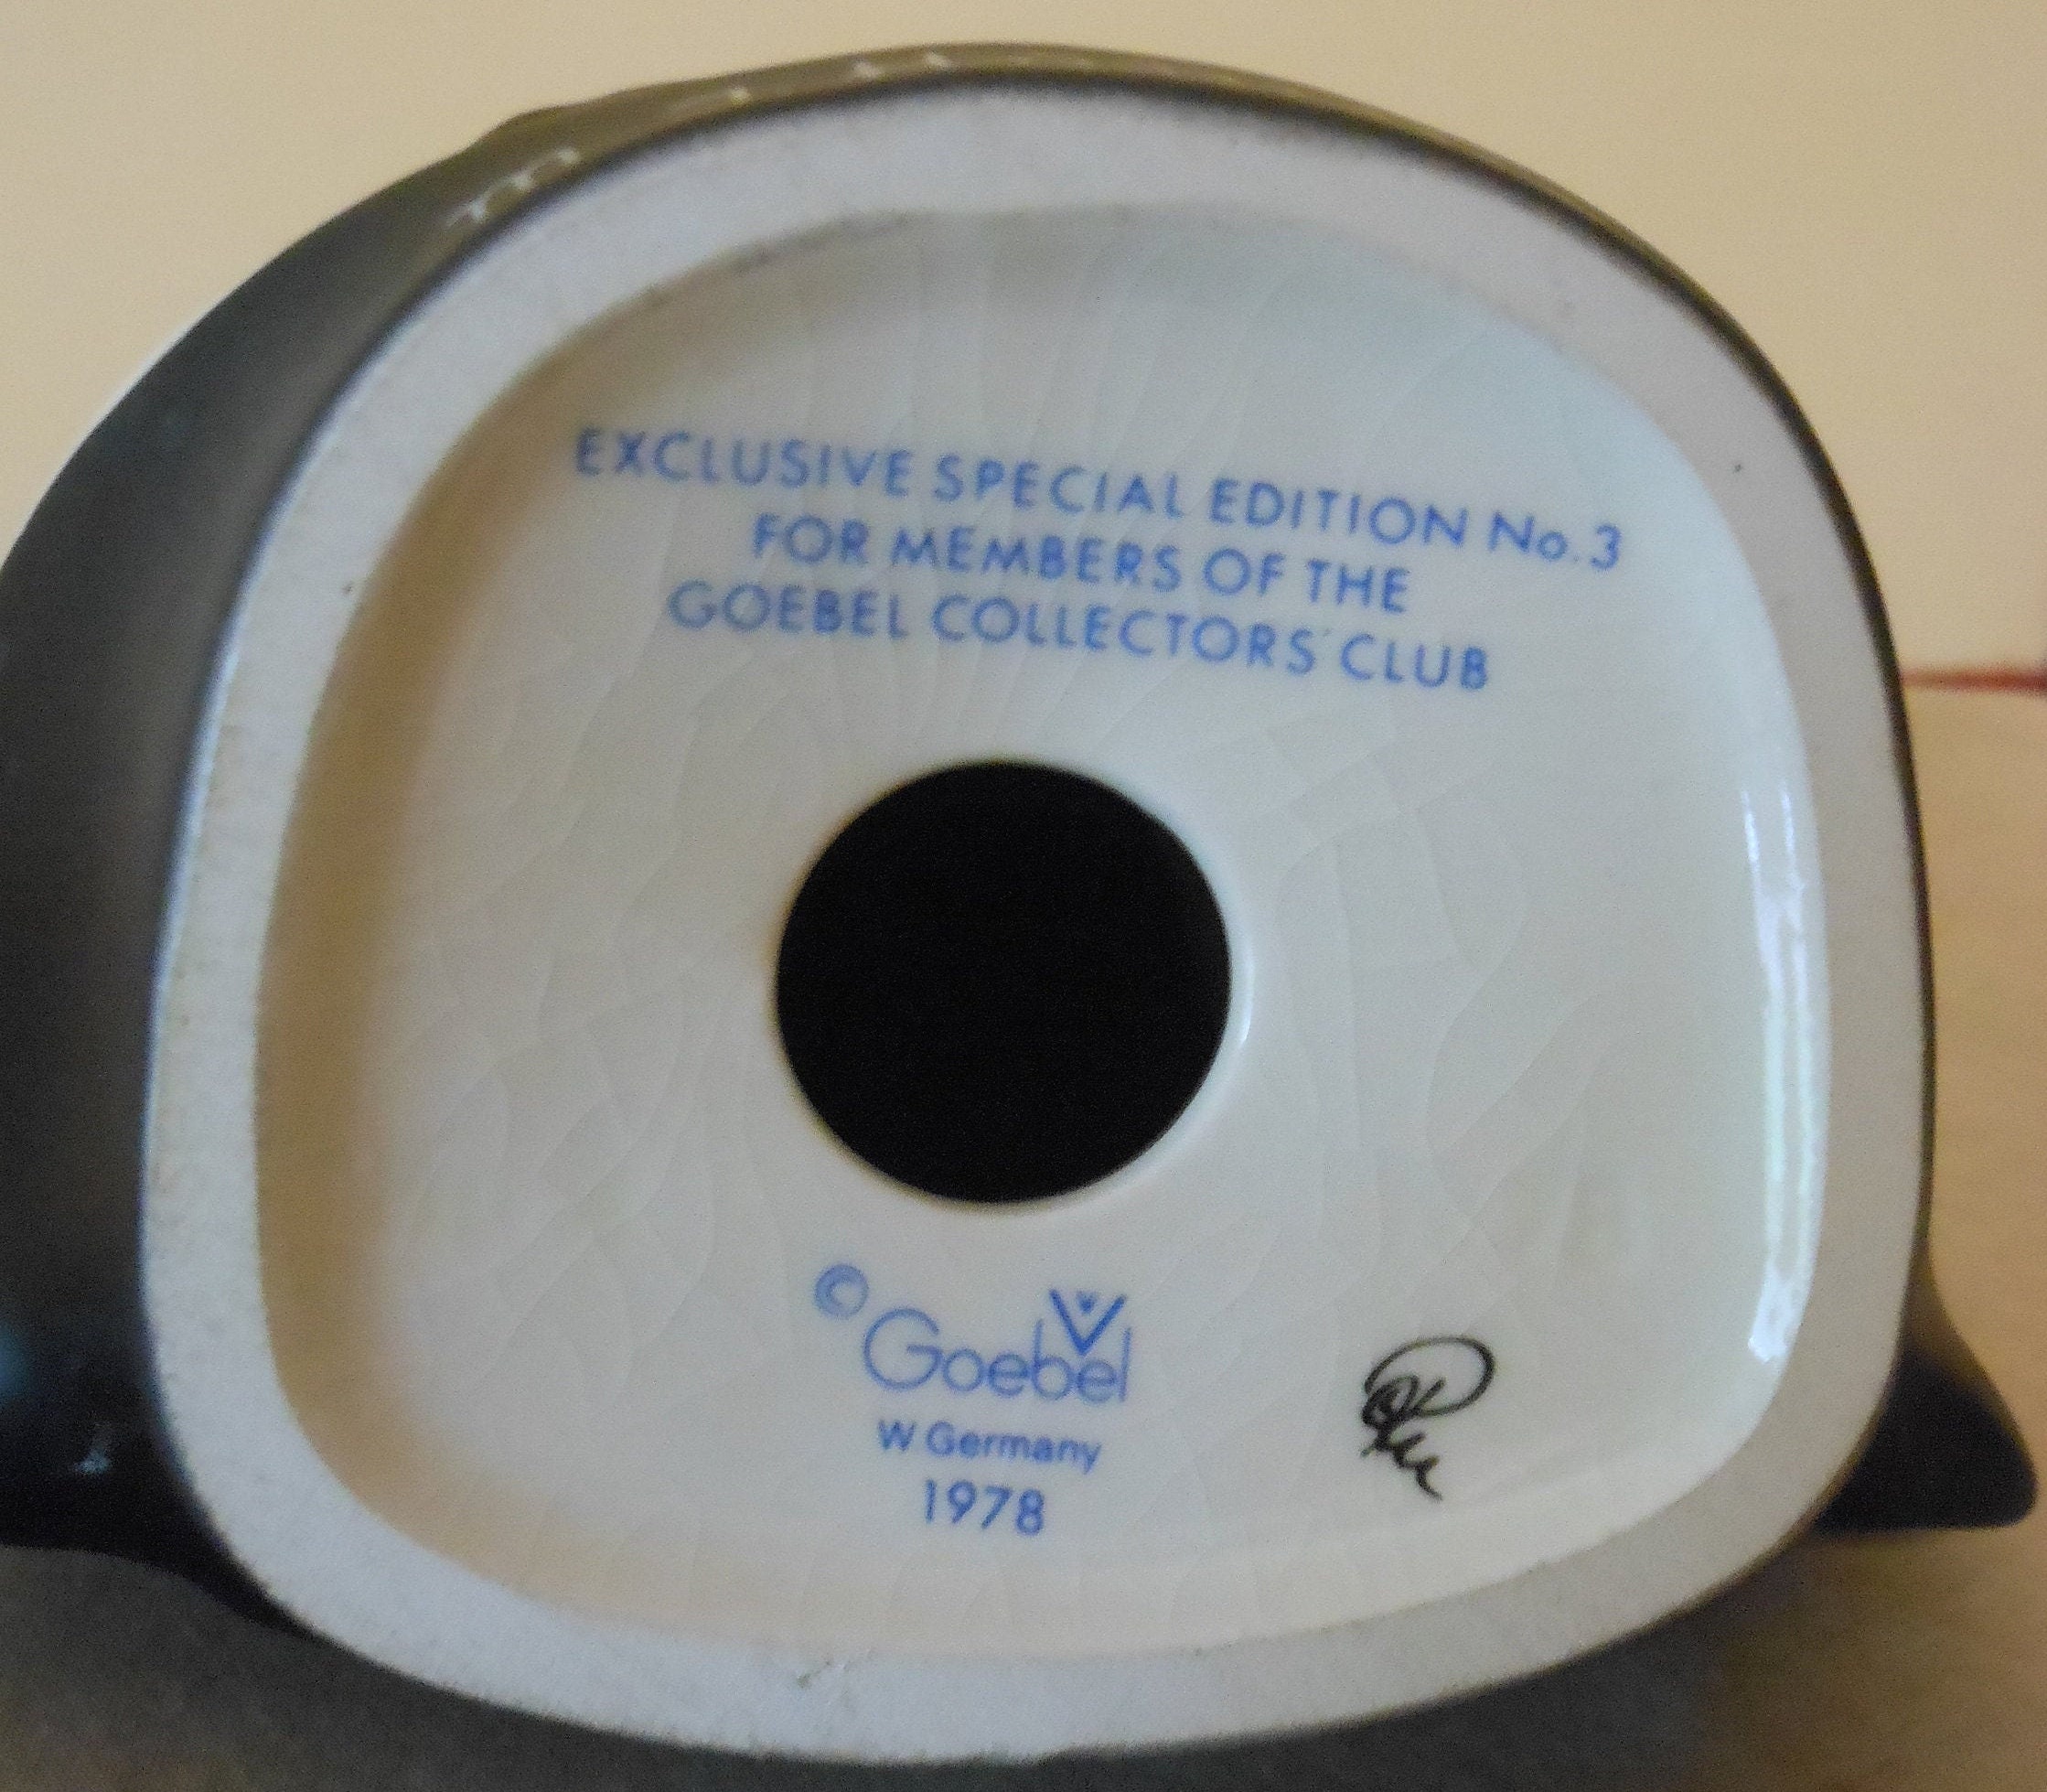 EXCLUSIVE SPECIAL EDITION No. 3
FOR MEMBERS OF THE
GOEBEL COLLECTORS' CLUB
© Goebel
W Germany
1978